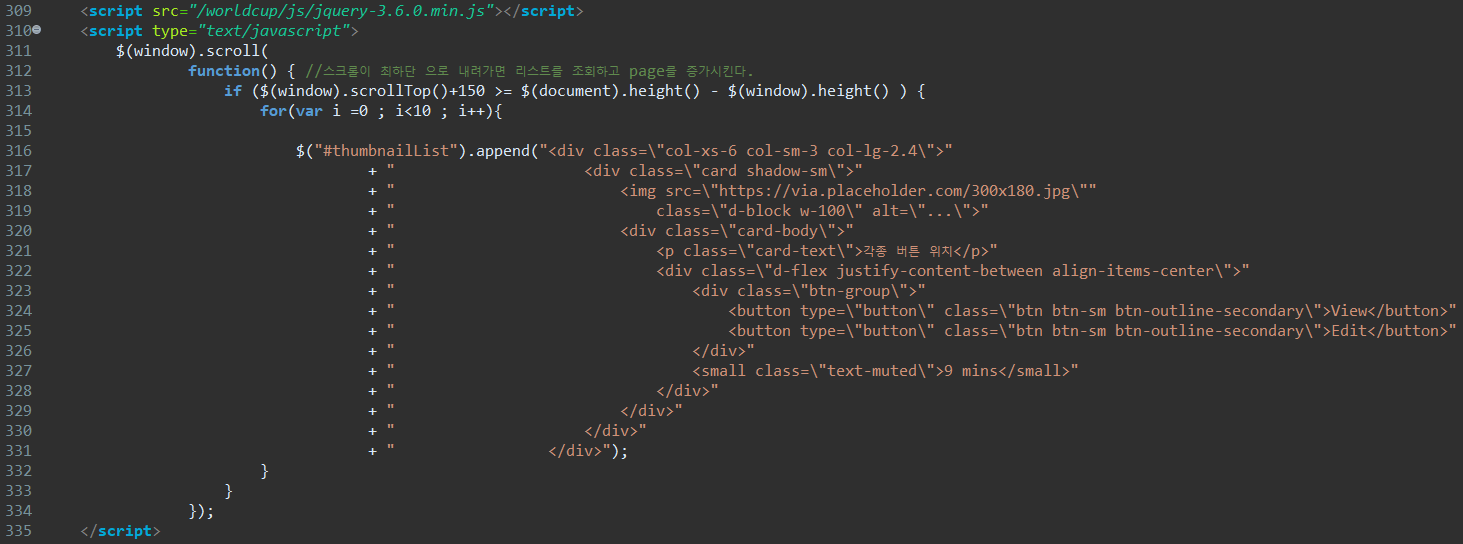 309 <script src="/worldcup/js/jquery-3.6.0.min.js"></script>
310 <script type="text/javascript">
311 $(window).scroll(
312 function() { //스크롤이 최하단 으로 내려가면 리스트를 조회하고 page를 증가시킨다.
313 if ($(window).scrollTop()+150 >= $(document).height() - $(window).height() ) {
314 for(var i =0 ; i<10 ; i++){
315
316 $("#thumbnailList").append("<div class=\"col-xs-6 col-sm-3 col-lg-2.4\">"
317 + " <div class=\"card shadow-sm\">"
318 + " <img src=\"https://via.placeholder.com/300x180.jpg\""
319 + " class=\"d-block w-100\" alt=\"...\">"
320 + " <div class=\"card-body\">"
321 + " <p class=\"card-text\">각종 버튼 위치</p>"
322 + " <div class=\"d-flex justify-content-between align-items-center\">"
323 + " <div class=\"btn-group\">"
324 + " <button type=\"button\" class=\"btn btn-sm btn-outline-secondary\">View</button>"
325 + " <button type=\"button\" class=\"btn btn-sm btn-outline-secondary\">Edit</button>"
326 + " </div>"
327 + " <small class=\"text-muted\">9 mins</small>"
328 + " </div>"
329 + " </div>"
330 + " </div>"
331 + " </div>");
332 }
333 }
334 });
335 </script>